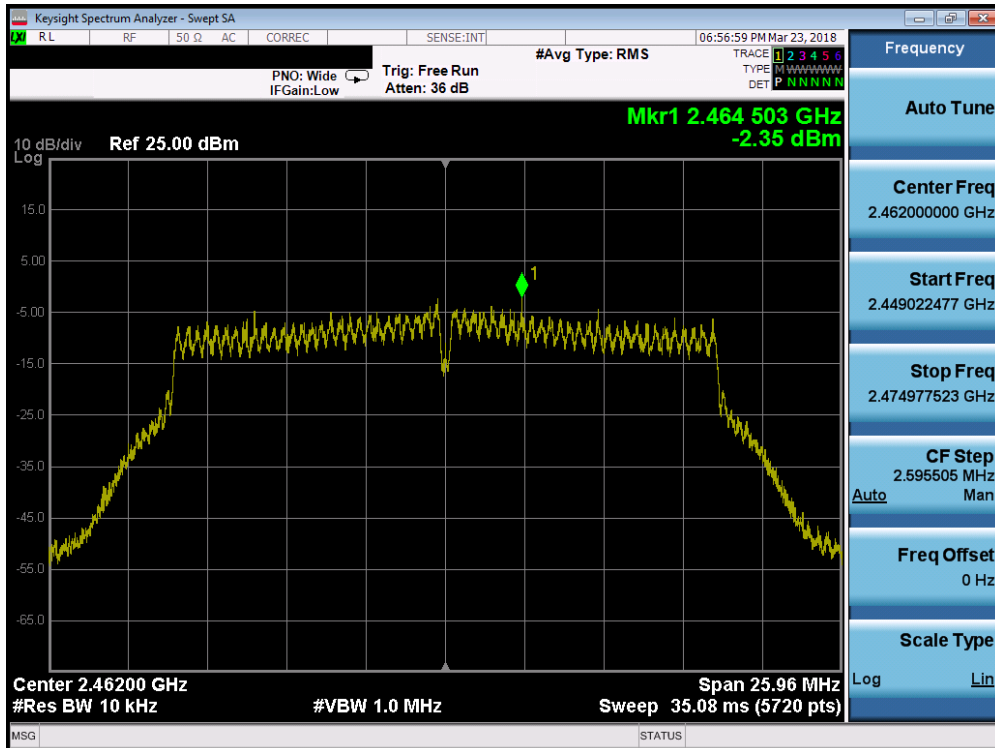 Keysight Spectrum Analyzer - Swept SA
LXI RL RF 50 Ω AC CORREC SENSE:INT 06:56:59 PM Mar 23, 2018
#Avg Type: RMS
TRACE 1 2 3 4 5 6
PNO: Wide Trig: Free Run TYPE M WWWWW
IFGain:Low Atten: 36 dB DET P N N N N N
Mkr1 2.464 503 GHz
-2.35 dBm
10 dB/div Ref 25.00 dBm
Log
15.0
5.00
1
-5.00
-15.0
-25.0
-35.0
-45.0
-55.0
-65.0
Center 2.46200 GHz Span 25.96 MHz
#Res BW 10 kHz #VBW 1.0 MHz Sweep 35.08 ms (5720 pts)
MSG STATUS
Frequency
Auto Tune
Center Freq
2.462000000 GHz
Start Freq
2.449022477 GHz
Stop Freq
2.474977523 GHz
CF Step
2.595505 MHz
Auto Man
Freq Offset
0 Hz
Scale Type
Log Lin